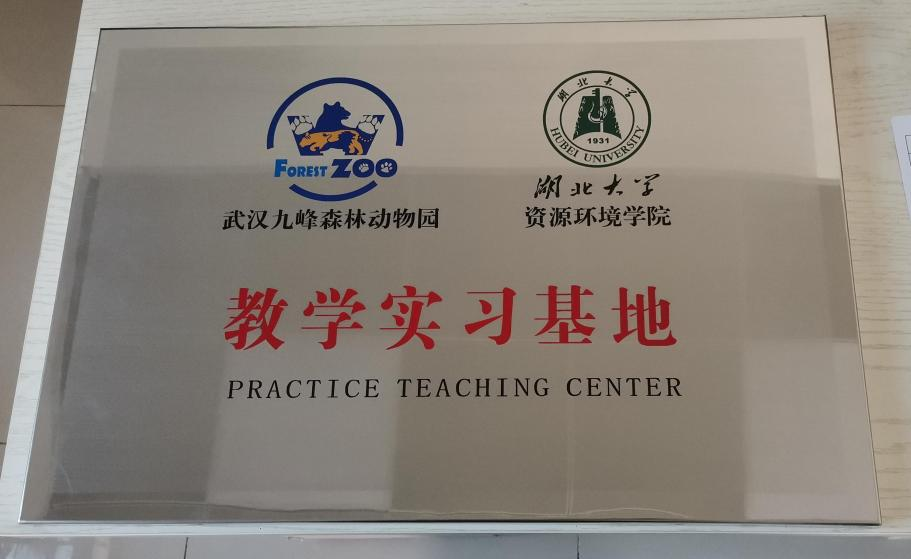 FOREST ZOO
武汉九峰森林动物园
湖北大学
1931
HUBEI UNIVERSITY
湖北大学
资源环境学院
教学实习基地
PRACTICE TEACHING CENTER